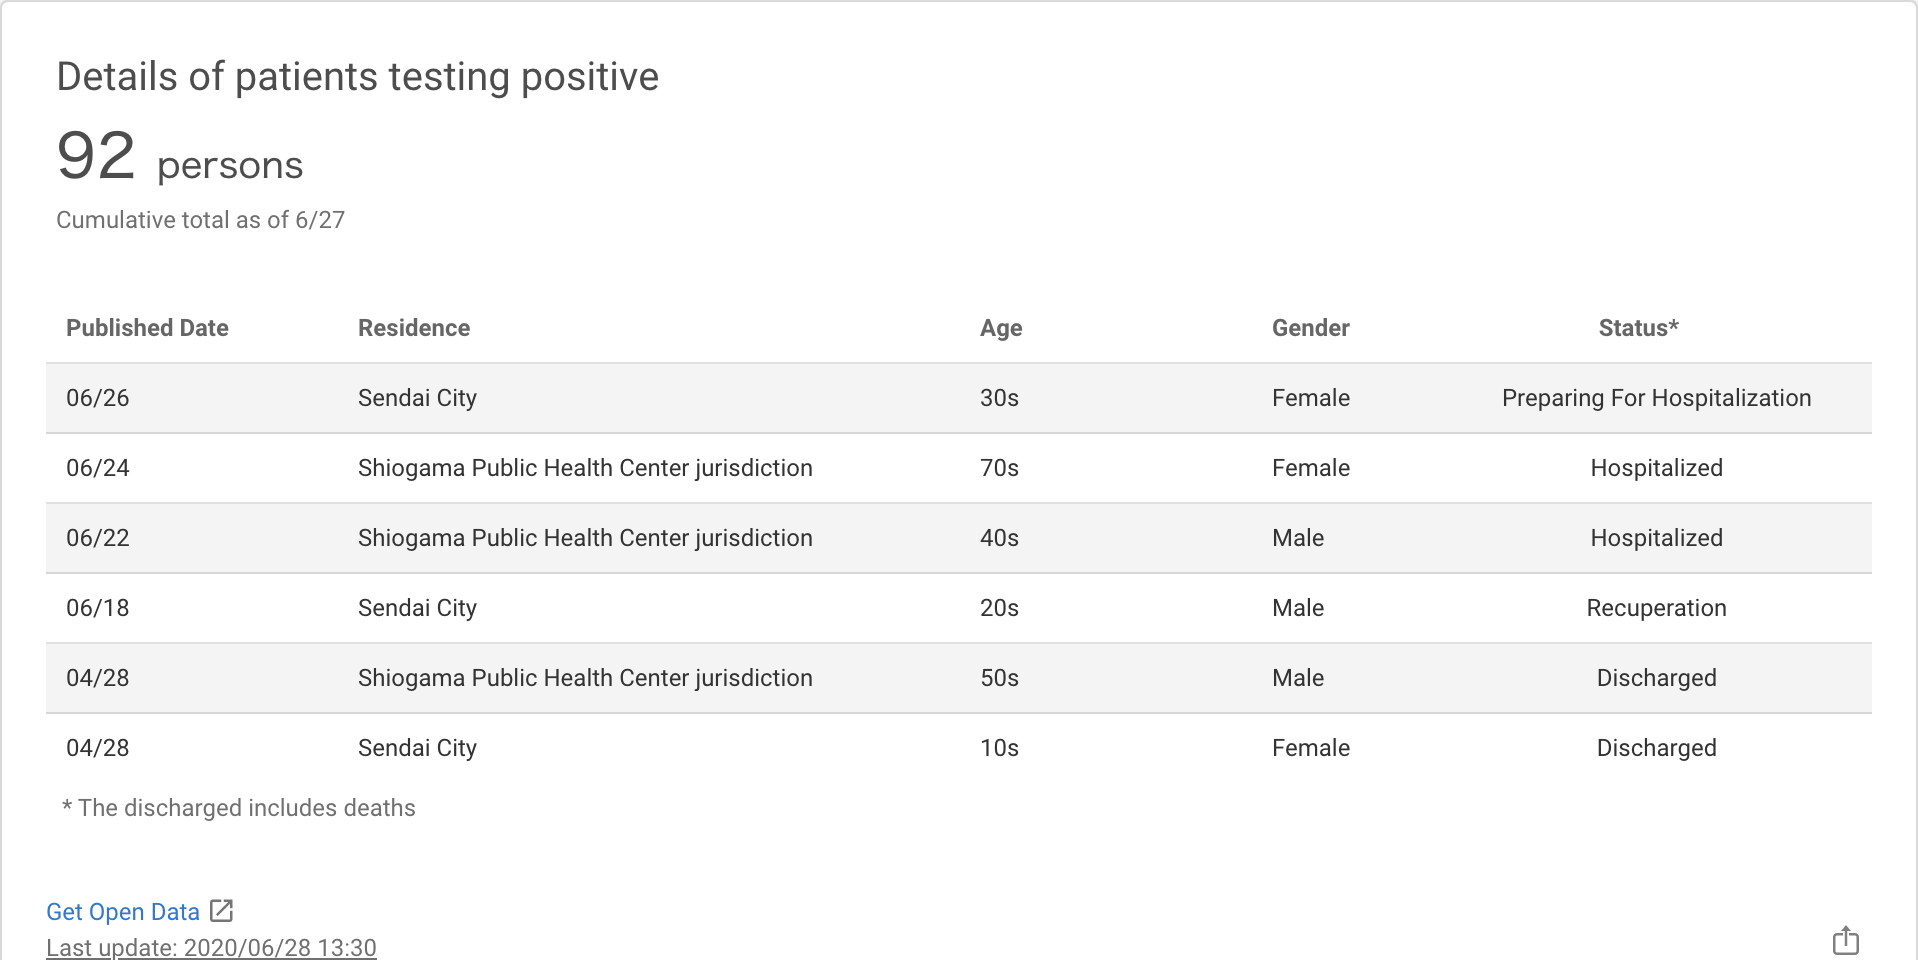 Details of patients testing positive
92 persons
Cumulative total as of 6/27
Published Date Residence Age Gender Status*
06/26 Sendai City 30s Female Preparing For Hospitalization
06/24 Shiogama Public Health Center jurisdiction 70s Female Hospitalized
06/22 Shiogama Public Health Center jurisdiction 40s Male Hospitalized
06/18 Sendai City 20s Male Recuperation
04/28 Shiogama Public Health Center jurisdiction 50s Male Discharged
04/28 Sendai City 10s Female Discharged
* The discharged includes deaths
Get Open Data
Last update: 2020/06/28 13:30